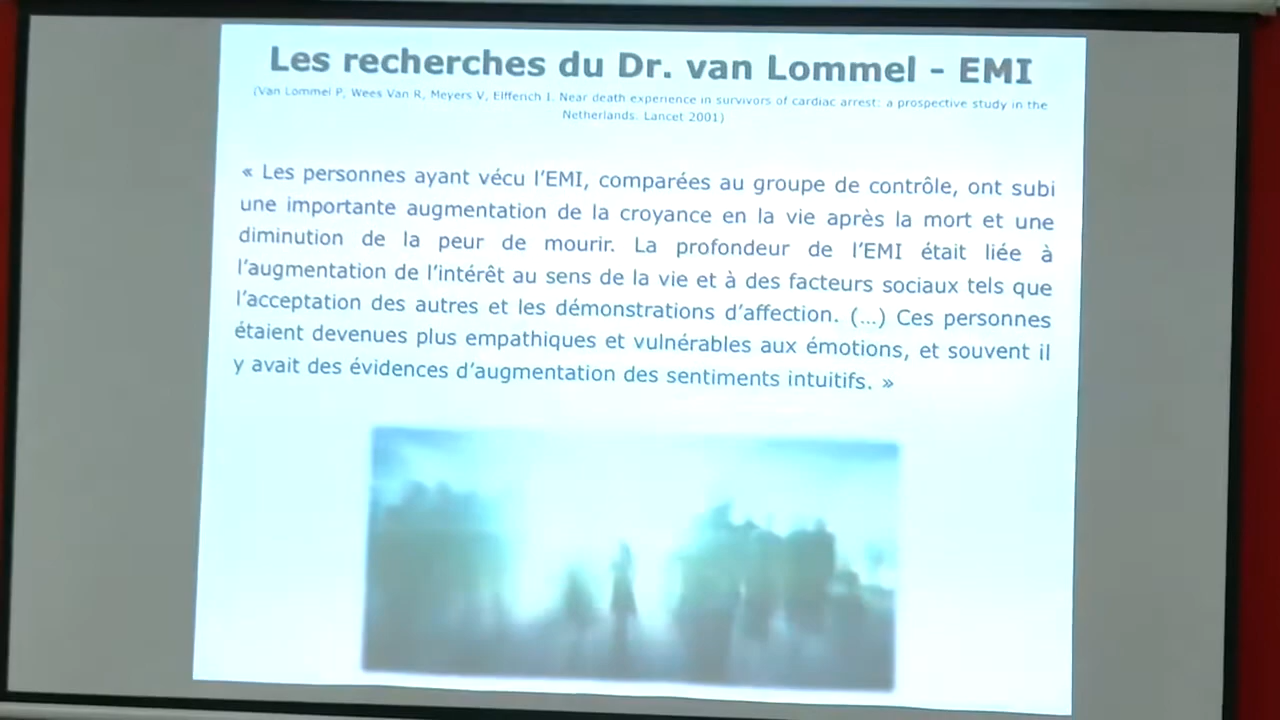 Les recherches du Dr. van Lommel - EMI
(Van Lommel P, Wees Van R, Meyers V, Elfferich I. Near death experience in survivors of cardiac arrest: a prospective study in the
Netherlands. Lancet 2001)
« Les personnes ayant vécu l'EMI, comparées au groupe de contrôle, ont subi
une importante augmentation de la croyance en la vie après la mort et une
diminution de la peur de mourir. La profondeur de l'EMI était liée à
l'augmentation de l'intérêt au sens de la vie et à des facteurs sociaux tels que
l'acceptation des autres et les démonstrations d'affection. (...) Ces personnes
étaient devenues plus empathiques et vulnérables aux émotions, et souvent il
y avait des évidences d'augmentation des sentiments intuitifs. »